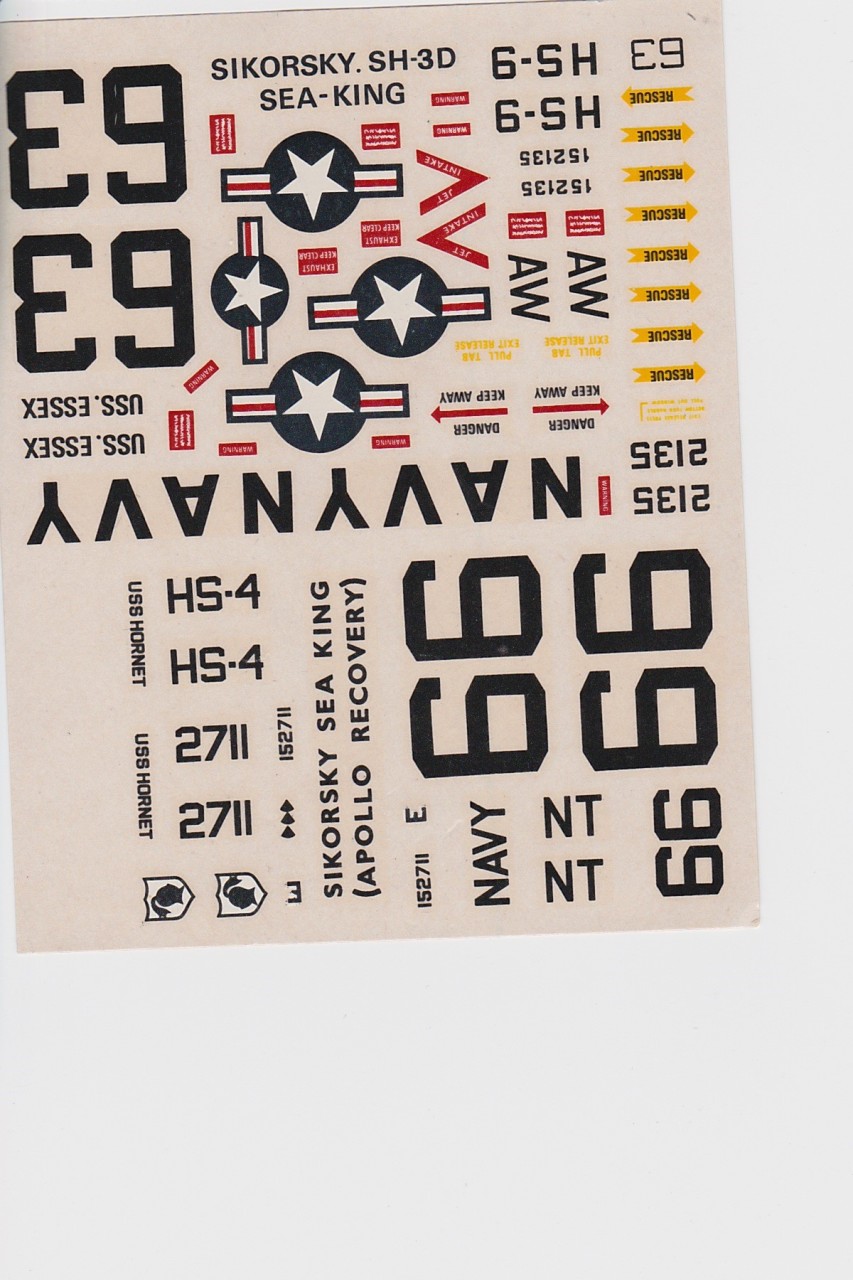 SIKORSKY. SH-3D
SEA-KING
63
63
HS-9
HS-9
63
WARNING
WARNING
152135
152135
INTAKE
JET
INTAKE
JET
RESCUE
RESCUE
RESCUE
RESCUE
RESCUE
RESCUE
RESCUE
RESCUE
EXHAUST
KEEP CLEAR
EXHAUST
KEEP CLEAR
AW
AW
PULL TAB
EXIT RELEASE
PULL TAB
EXIT RELEASE
DANGER
KEEP AWAY
DANGER
KEEP AWAY
WARNING
USS. ESSEX
USS. ESSEX
WARNING
WARNING
2135
2135
WARNING
NAVY
NAVY
USS HORNET
HS-4
HS-4
USS HORNET
2711
2711
152711
SIKORSKY SEA KING
(APOLLO RECOVERY)
66
66
E
E
152711
NAVY
NT
NT
66